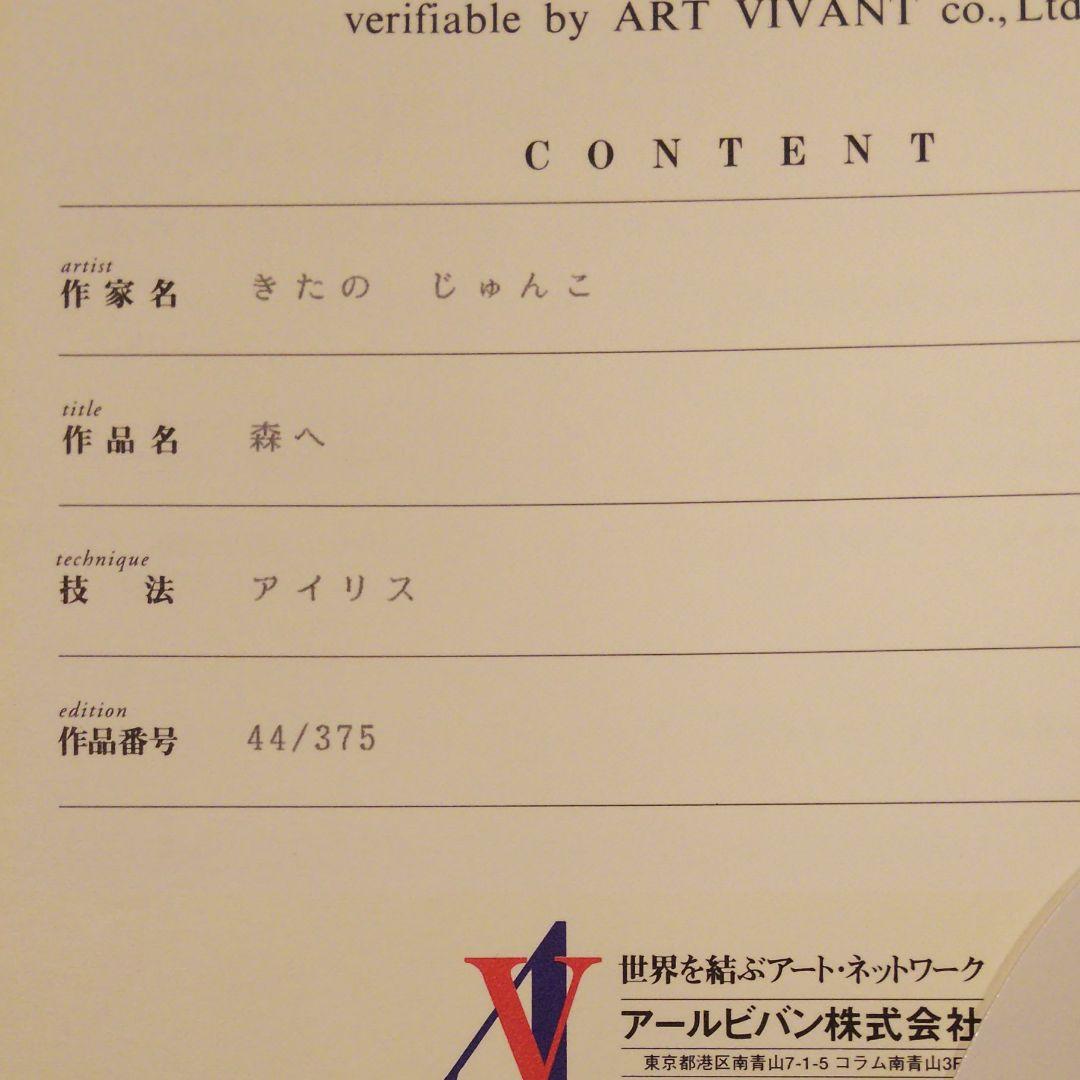 verifiable by ART VIVANT co., Ltd
CONTENT
artist
作家名 きたの じゅんこ
title
作品名 森へ
technique
技法 アイリス
edition
作品番号 44/375
AV
世界を結ぶアート・ネットワーク
アールビバン株式会社
東京都港区南青山7-1-5 コラム南青山3F